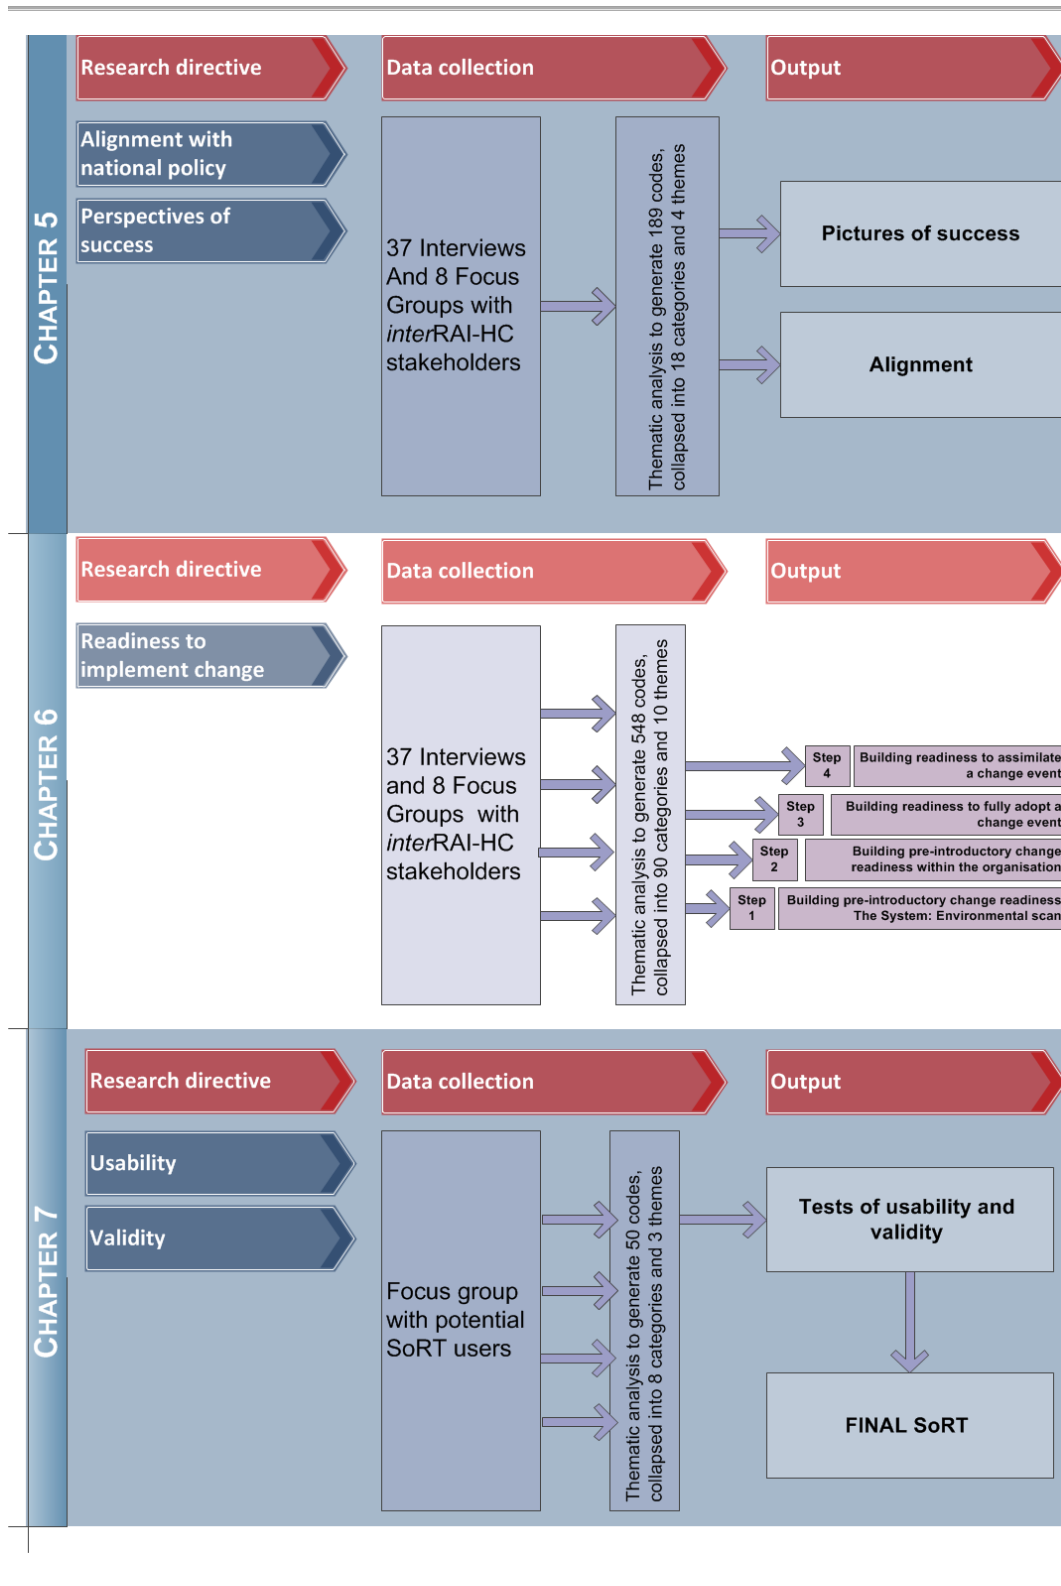 CHAPTER 5
Research directive
Data collection
Output
Alignment with
national policy
Perspectives of
success
37 Interviews
And 8 Focus
Groups with
interRAI-HC
stakeholders
Thematic analysis to generate 189 codes,
collapsed into 18 categories and 4 themes
Pictures of success
Alignment
CHAPTER 6
Research directive
Data collection
Output
Readiness to
implement change
37 Interviews
and 8 Focus
Groups with
interRAI-HC
stakeholders
Thematic analysis to generate 548 codes,
collapsed into 90 categories and 10 themes
Step
4
Building readiness to assimilate
a change event
Step
3
Building readiness to fully adopt a
change event
Step
2
Building pre-introductory change
readiness within the organisation
Step
1
Building pre-introductory change readiness
The System: Environmental scan
CHAPTER 7
Research directive
Data collection
Output
Usability
Validity
Focus group
with potential
SoRT users
Thematic analysis to generate 50 codes,
collapsed into 8 categories and 3 themes
Tests of usability and
validity
FINAL SoRT